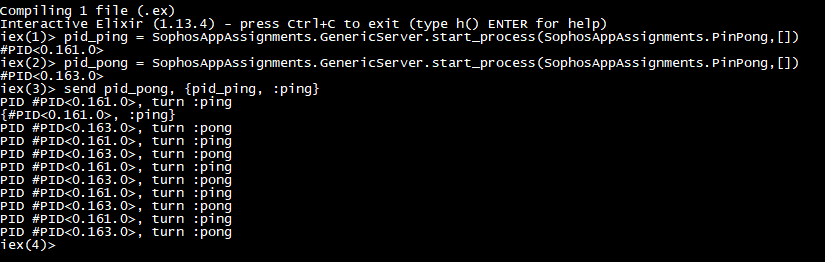 Compiling 1 file (.ex)
Interactive Elixir (1.13.4) - press Ctrl+C to exit (type h() ENTER for help)
iex(1)> pid_ping = SophosAppAssignments.GenericServer.start_process(SophosAppAssignments.PinPong,[])
#PID<0.161.0>
iex(2)> pid_pong = SophosAppAssignments.GenericServer.start_process(SophosAppAssignments.PinPong,[])
#PID<0.163.0>
iex(3)> send pid_pong, {pid_ping, :ping}
PID #PID<0.161.0>, turn :ping
{#PID<0.161.0>, :ping}
PID #PID<0.163.0>, turn :pong
PID #PID<0.161.0>, turn :ping
PID #PID<0.163.0>, turn :pong
PID #PID<0.161.0>, turn :ping
PID #PID<0.163.0>, turn :pong
PID #PID<0.161.0>, turn :ping
PID #PID<0.163.0>, turn :pong
PID #PID<0.161.0>, turn :ping
PID #PID<0.163.0>, turn :pong
iex(4)>